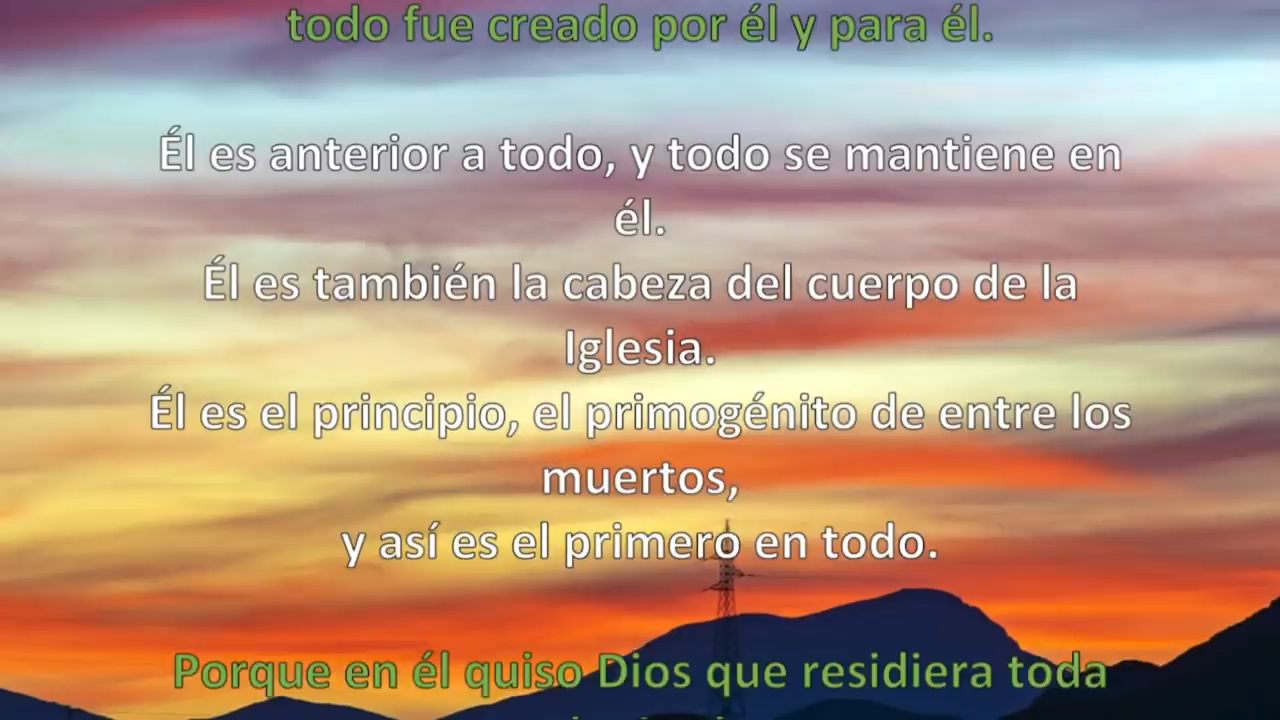 todo fue creado por él y para él.
Él es anterior a todo, y todo se mantiene en
él.
Él es también la cabeza del cuerpo de la
Iglesia.
Él es el principio, el primogénito de entre los
muertos,
y así es el primero en todo.
Porque en él quiso Dios que residiera toda